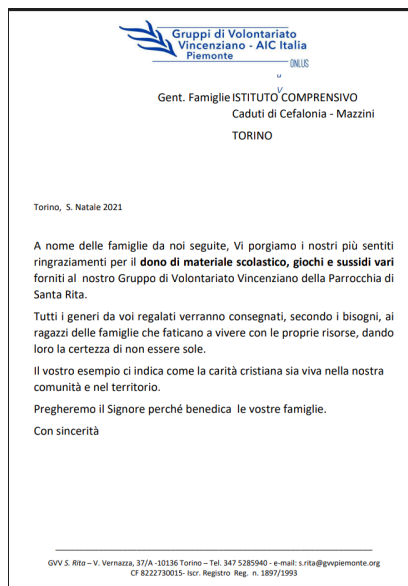 Gruppi di Volontariato
Vincenziano - AIC Italia
Piemonte
ONLUS
u
V
Gent. Famiglie ISTITUTO COMPRENSIVO
Caduti di Cefalonia - Mazzini
TORINO
Torino, S. Natale 2021
A nome delle famiglie da noi seguite, Vi porgiamo i nostri più sentiti
ringraziamenti per il dono di materiale scolastico, giochi e sussidi vari
forniti al nostro Gruppo di Volontariato Vincenziano della Parrocchia di
Santa Rita.
Tutti i generi da voi regalati verranno consegnati, secondo i bisogni, ai
ragazzi delle famiglie che faticano a vivere con le proprie risorse, dando
loro la certezza di non essere sole.
Il vostro esempio ci indica come la carità cristiana sia viva nella nostra
comunità e nel territorio.
Pregheremo il Signore perché benedica le vostre famiglie.
Con sincerità
GVV S. Rita – V. Vernazza, 37/A -10136 Torino – Tel. 347 5285940 - e-mail: s.rita@gvvpiemonte.org
CF 8222730015- Iscr. Registro Reg. n. 1897/1993